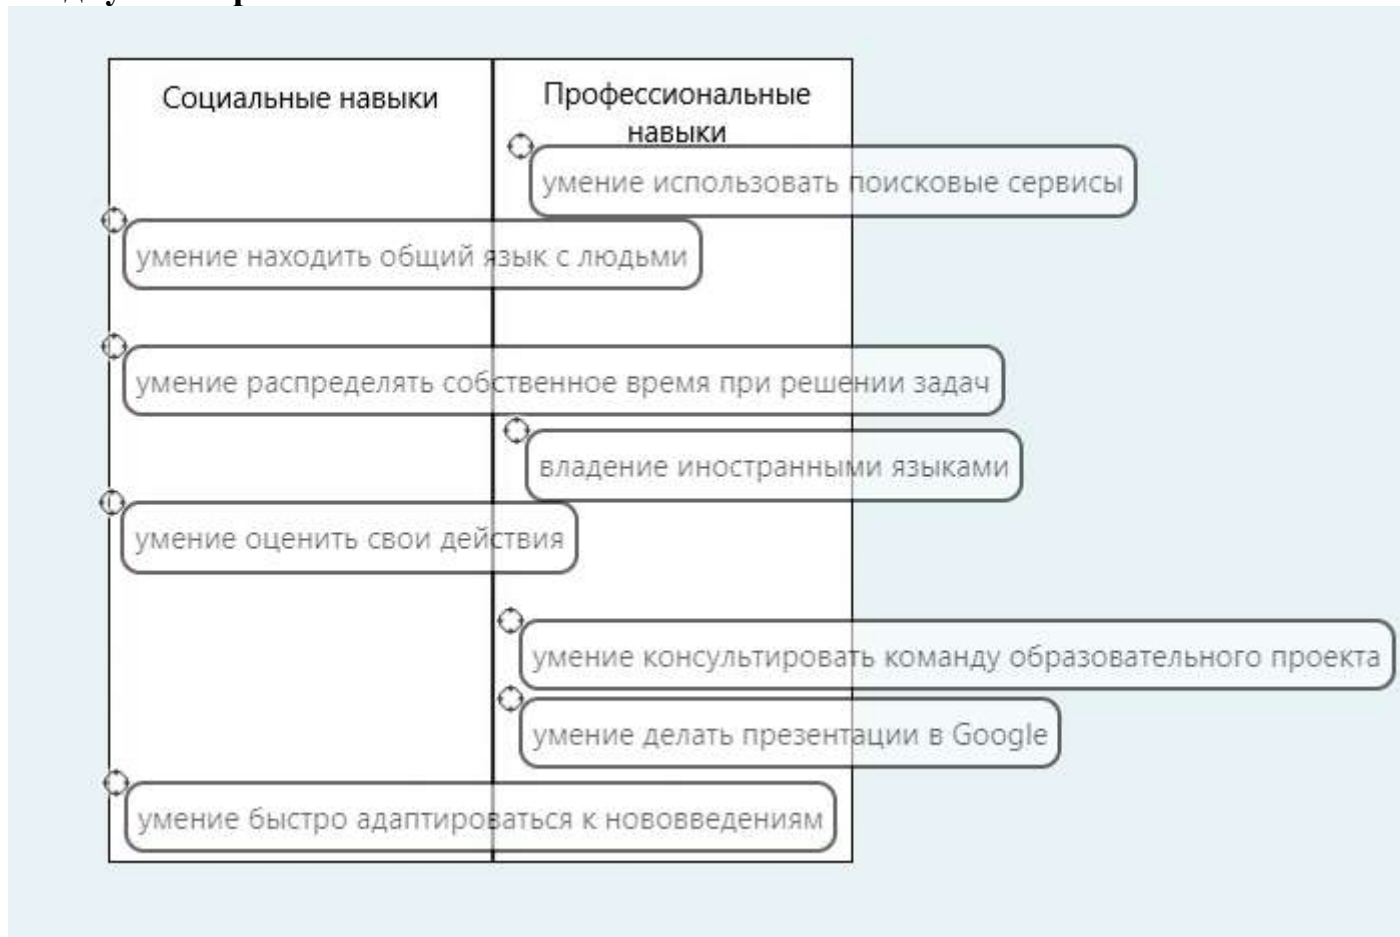 Социальные навыки
Профессиональные
навыки
умение использовать поисковые сервисы
умение находить общий язык с людьми
умение распределять собственное время при решении задач
владение иностранными языками
умение оценить свои действия
умение консультировать команду образовательного проекта
умение делать презентации в Google
умение быстро адаптироваться к нововведениям